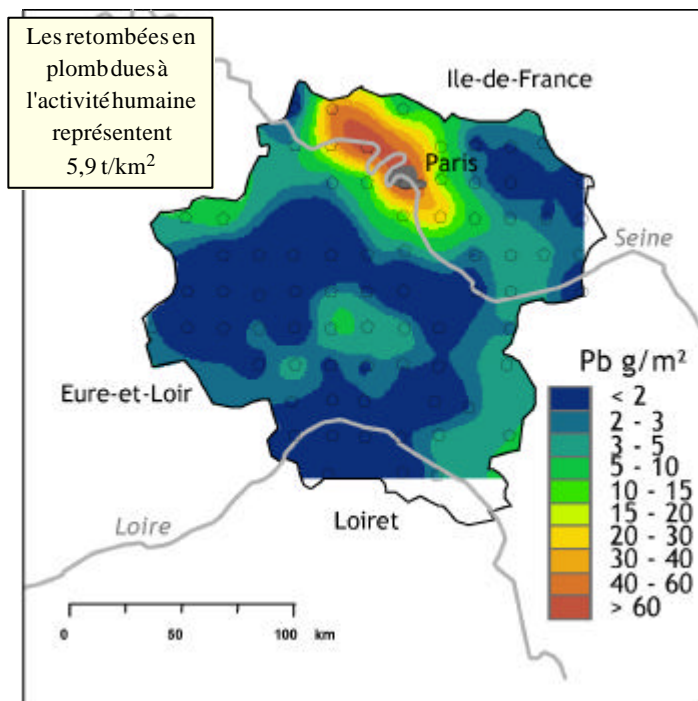 Les retombées en
plomb dues à
l'activité humaine
représentent
5,9 t/km²
Ile-de-France
Paris
Seine
Pb g/m²
< 2
2 - 3
3 - 5
5 - 10
10 - 15
15 - 20
20 - 30
30 - 40
40 - 60
> 60
Eure-et-Loir
Loire
Loiret
0 50 100 km